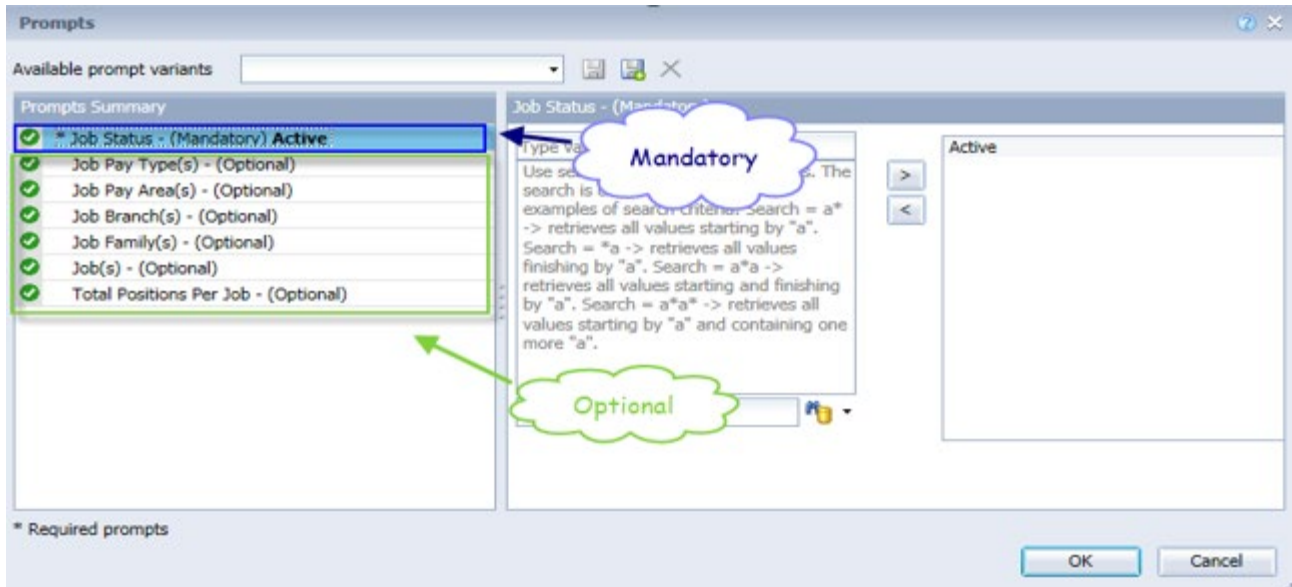 Prompts
Available prompt variants
Prompts Summary
Job Status - (Mandatory)
* Job Status - (Mandatory) Active
Job Pay Type(s) - (Optional)
Job Pay Area(s) - (Optional)
Job Branch(s) - (Optional)
Job Family(s) - (Optional)
Job(s) - (Optional)
Total Positions Per Job - (Optional)
Mandatory
Type
Use The
search is
examples of search criteria: Search = a*
-> retrieves all values starting by "a".
Search = *a -> retrieves all values
finishing by "a". Search = a*a ->
retrieves all values starting and finishing
by "a". Search = a*a* -> retrieves all
values starting by "a" and containing one
more "a".
>
<
Active
Optional
* Required prompts
OK
Cancel